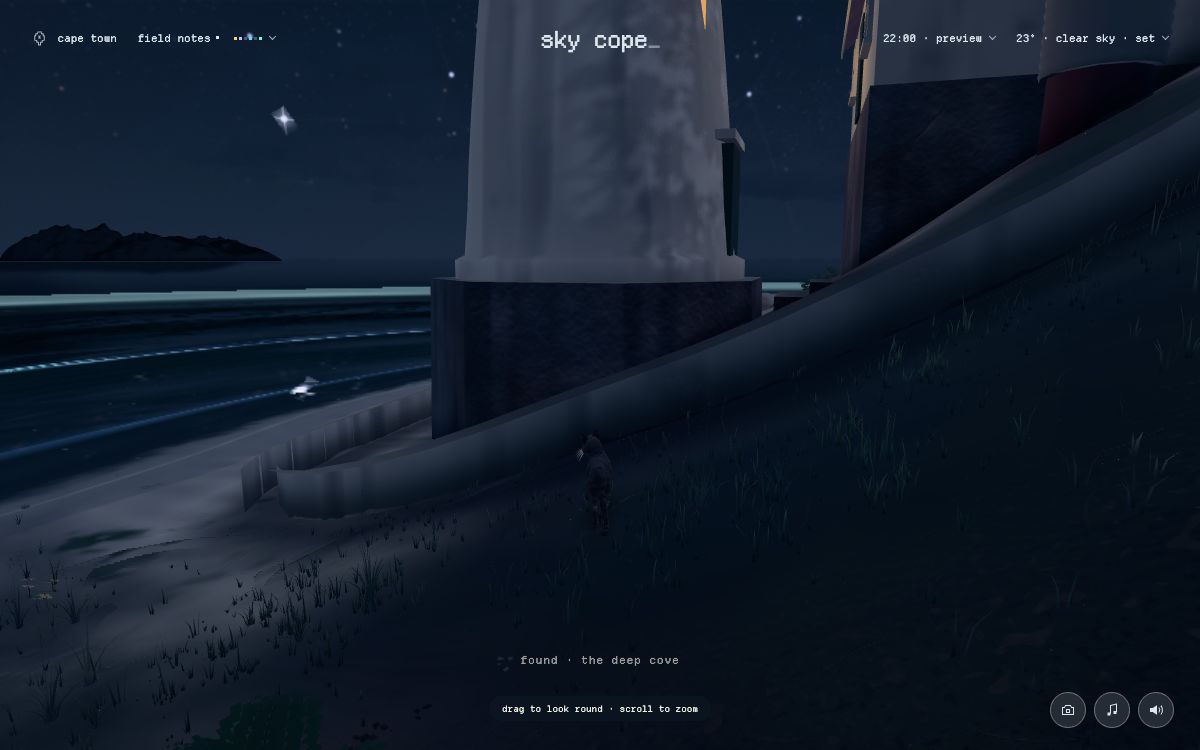 cape town
field notes
sky cope_
22:00 · preview
23° · clear sky · set
found · the deep cove
drag to look round · scroll to zoom